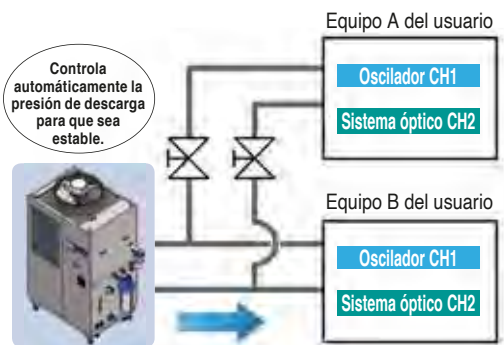 Equipo A del usuario
Controla
automáticamente la
presión de descarga
para que sea
estable.
Oscilador CH1
Sistema óptico CH2
Equipo B del usuario
Oscilador CH1
Sistema óptico CH2